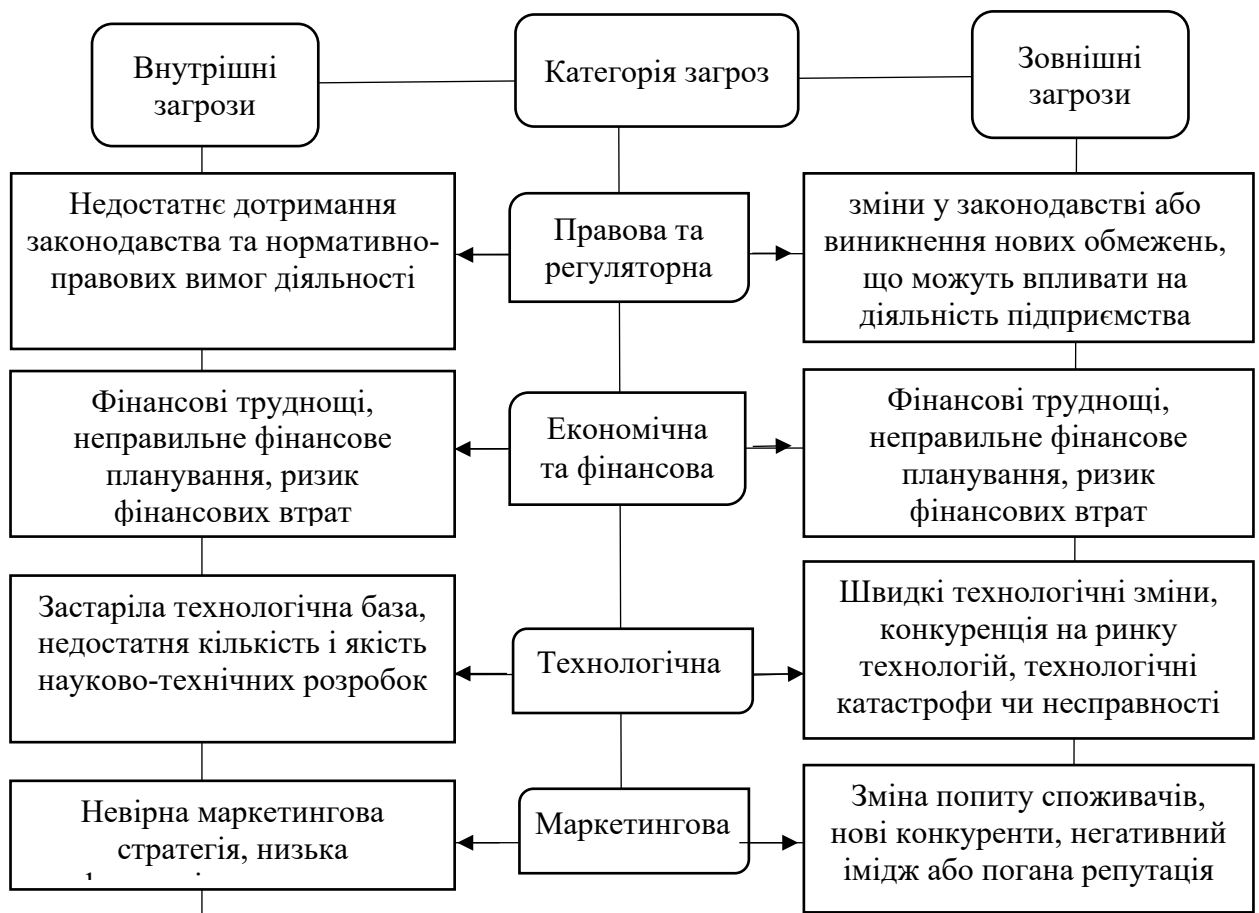 Внутрішні
загрози
Категорія загроз
Зовнішні
загрози
Недостатнє дотримання
законодавства та нормативно-
правових вимог діяльності
Правова та
регуляторна
зміни у законодавстві або
виникнення нових обмежень,
що можуть впливати на
діяльність підприємства
Фінансові труднощі,
неправильне фінансове
планування, ризик
фінансових втрат
Економічна
та фінансова
Фінансові труднощі,
неправильне фінансове
планування, ризик
фінансових втрат
Застаріла технологічна база,
недостатня кількість і якість
науково-технічних розробок
Технологічна
Швидкі технологічні зміни,
конкуренція на ринку
технологій, технологічні
катастрофи чи несправності
Невірна маркетингова
стратегія, низька
Маркетингова
Зміна попиту споживачів,
нові конкуренти, негативний
імідж або погана репутація